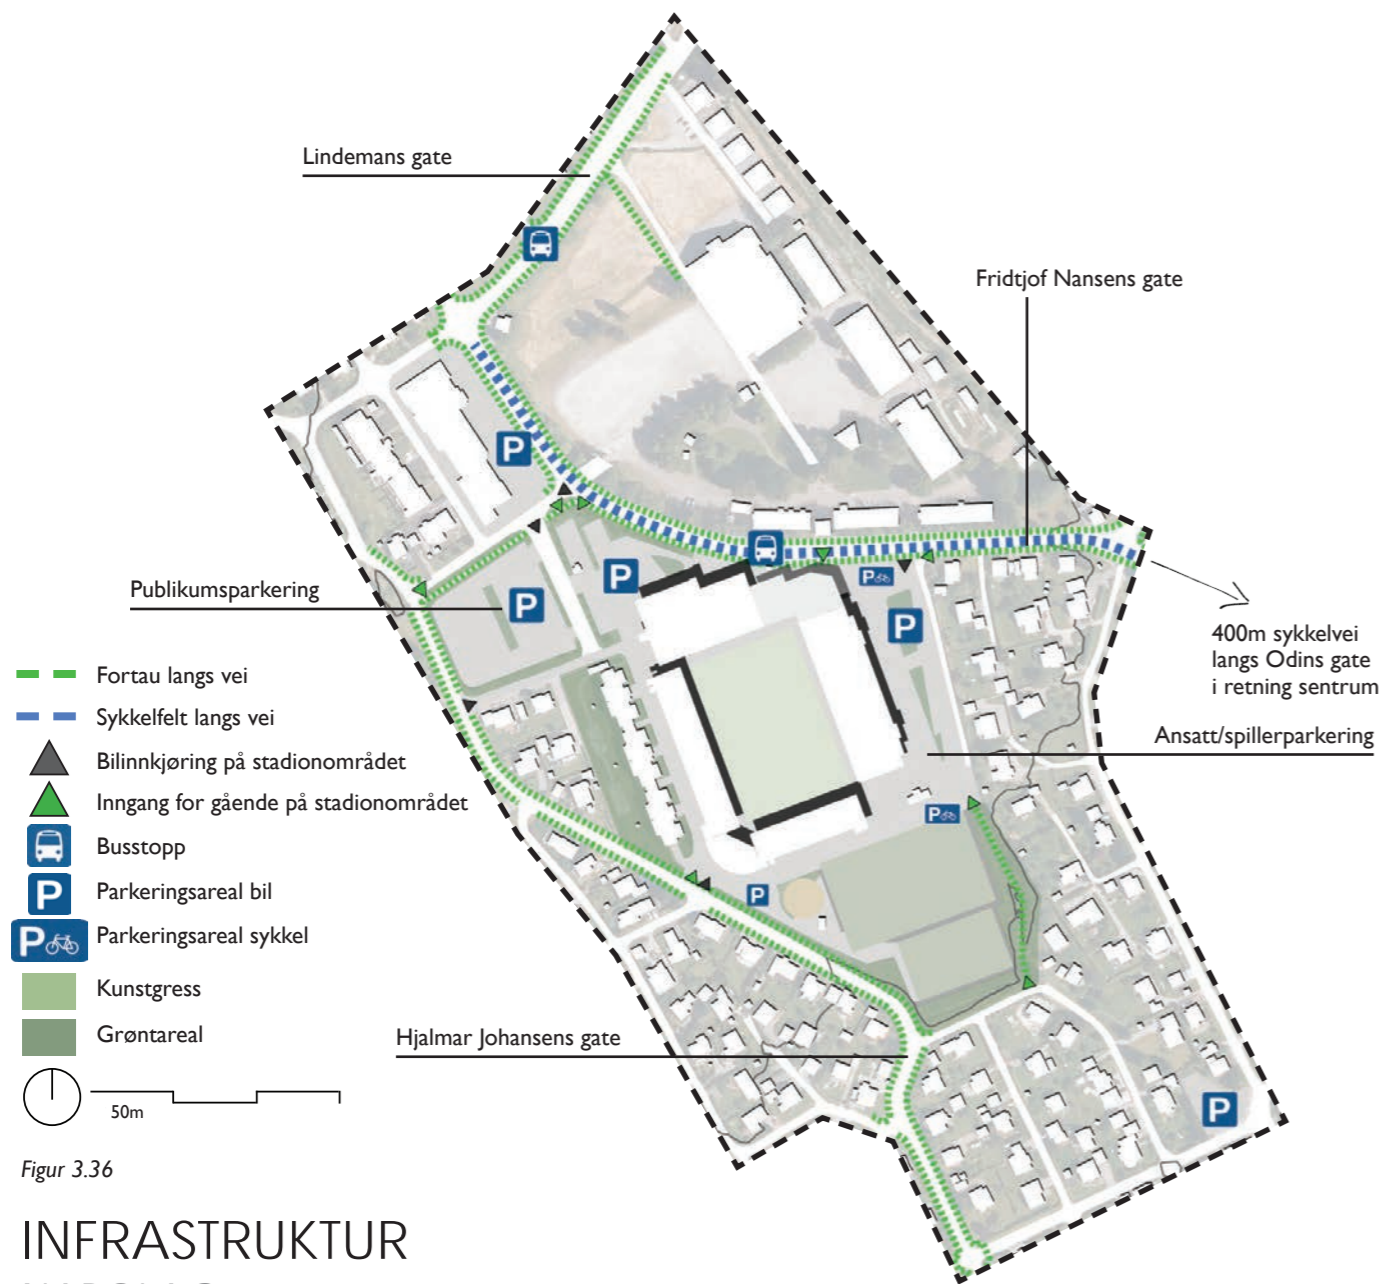 Lindemans gate
Fridtjof Nansens gate
P
Publikumsparkering
P
P
P
P
400m sykkelvei
langs Odins gate
i retning sentrum
Ansatt/spillerparkering
P
P
Hjalmar Johansens gate
P
Fortau langs vei
Sykkelfelt langs vei
Bilinnkjøring på stadionområdet
Inngang for gående på stadionområdet
Busstopp
P
Parkeringsareal bil
P
Parkeringsareal sykkel
Kunstgress
Grøntareal
50m
Figur 3.36
INFRASTRUKTUR